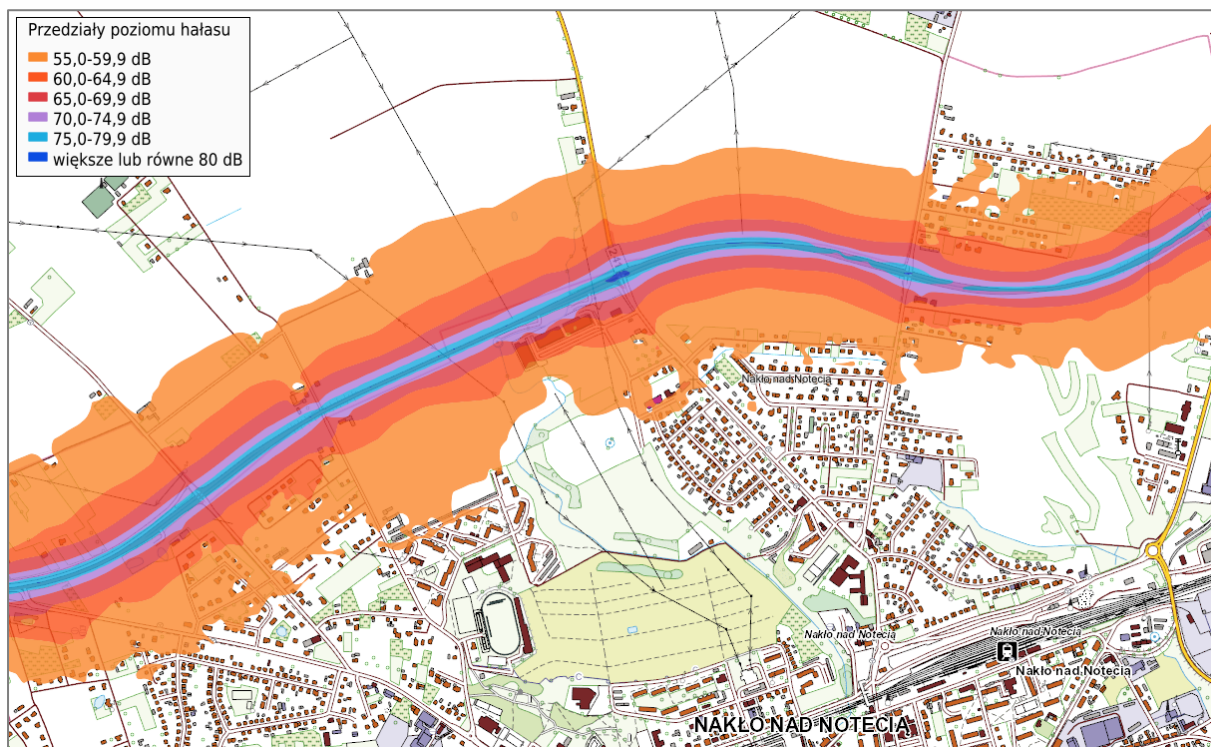 Przedziały poziomu hałasu
55,0-59,9 dB
60,0-64,9 dB
65,0-69,9 dB
70,0-74,9 dB
75,0-79,9 dB
większe lub równe 80 dB
Nakło nad Notecią
Nakło nad Notecią
Nakło nad Notecią
Nakło nad Notecią
NAKŁO NAD NOTECIĄ